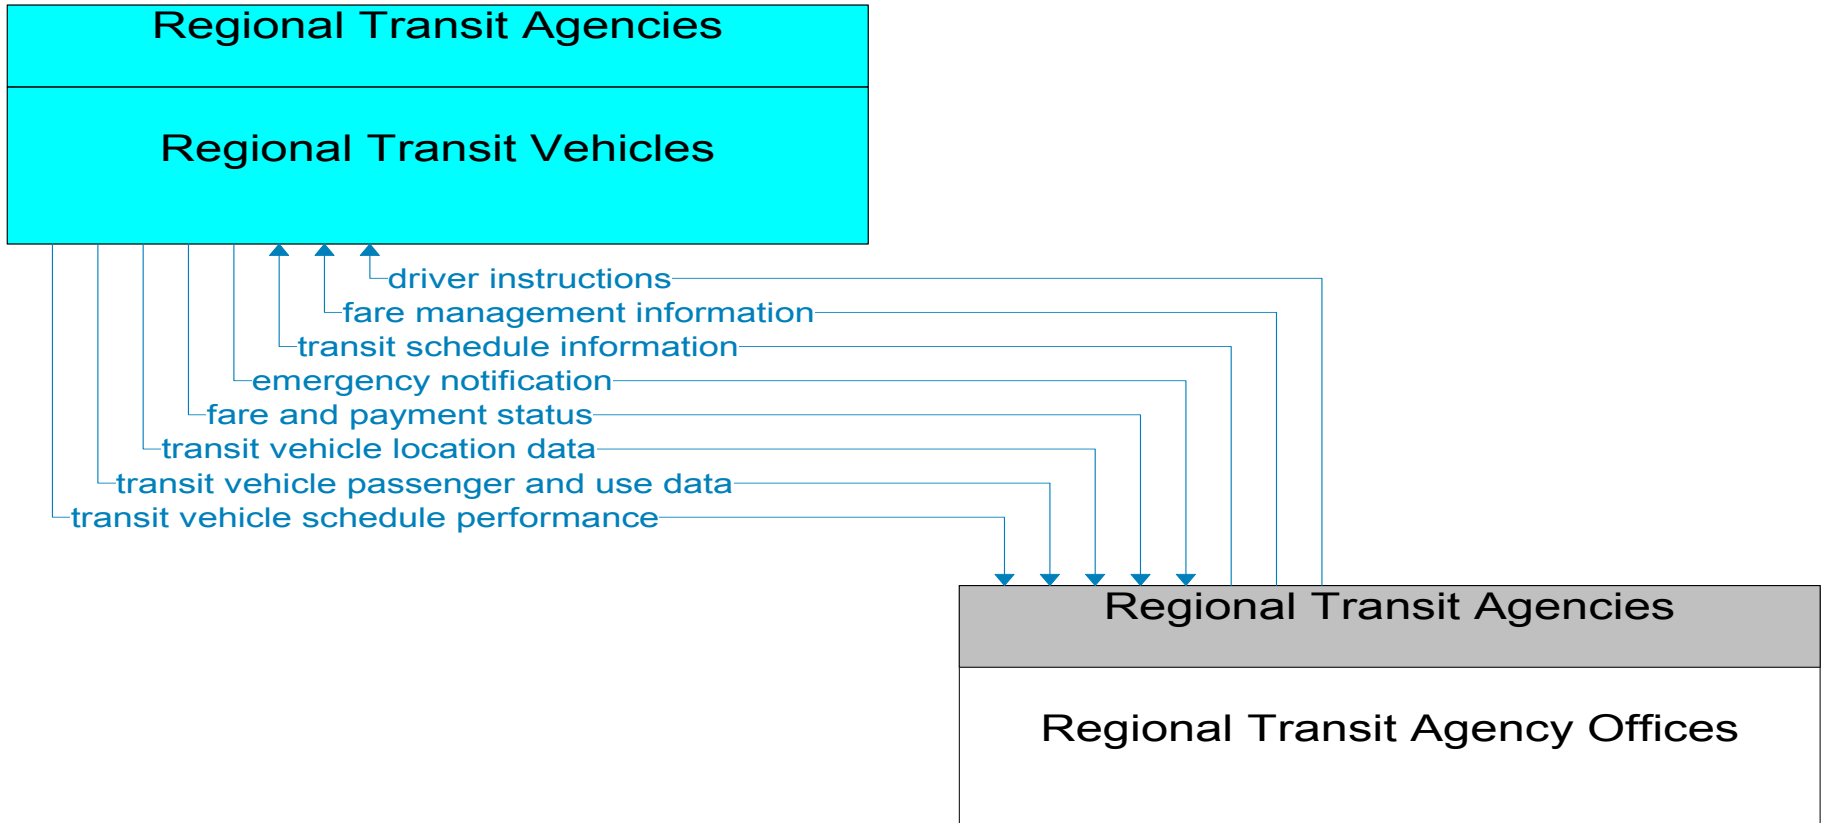 Regional Transit Agencies
Regional Transit Vehicles
driver instructions
fare management information
transit schedule information
emergency notification
fare and payment status
transit vehicle location data
transit vehicle passenger and use data
transit vehicle schedule performance
Regional Transit Agencies
Regional Transit Agency Offices